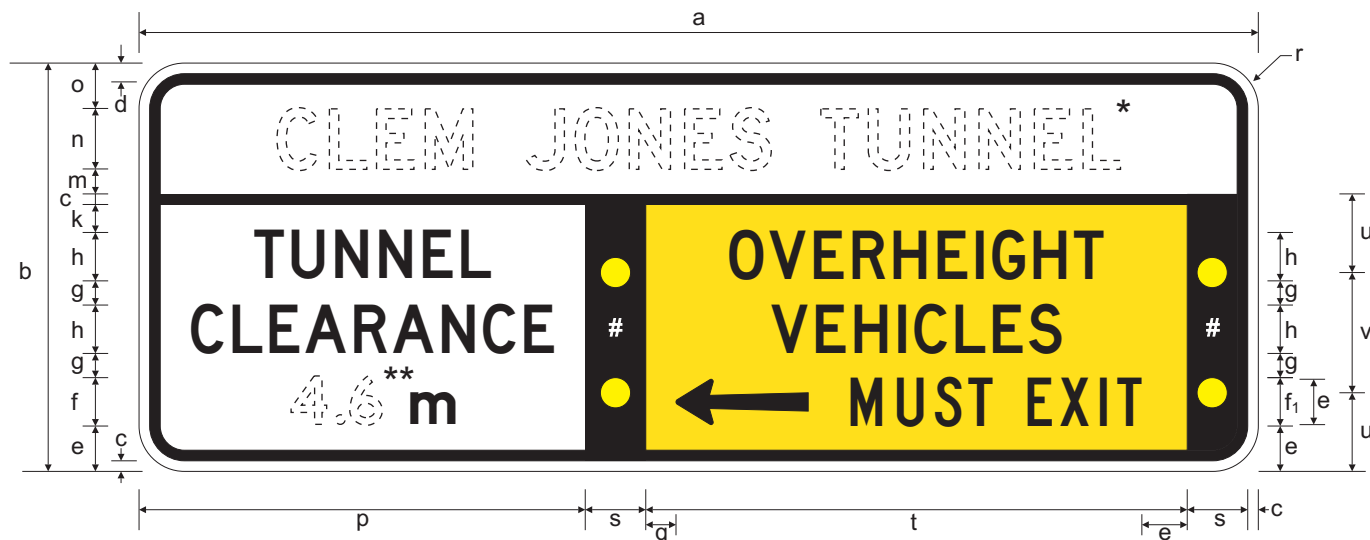 a
r
o
d
n
m
c
k
h
g
h
g
f
c
e
b
CLEM JONES TUNNEL*
TUNNEL
CLEARANCE
4.6**m
#
OVERHEIGHT
VEHICLES
MUST EXIT
#
h
g
h
g
f1
e
e
u
v
u
p
s
q
t
e
s
c